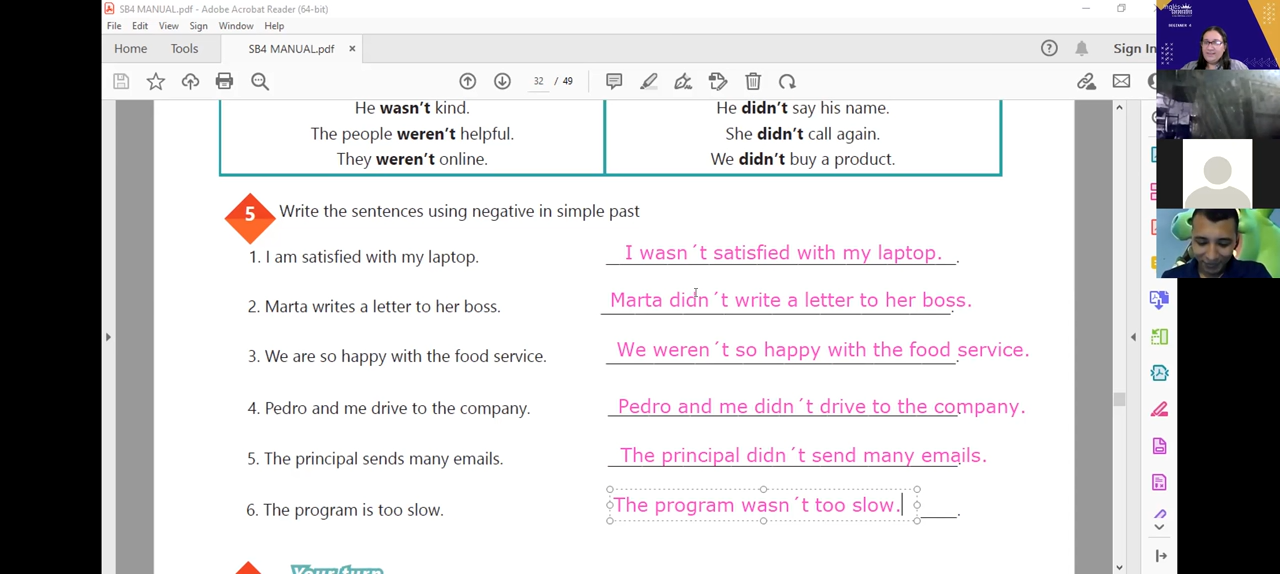 SB4 MANUAL.pdf - Adobe Acrobat Reader (64-bit)
File Edit View Sign Window Help
Home Tools SB4 MANUAL.pdf × Sign In
32 / 49
He wasn't kind. He didn't say his name.
The people weren't helpful. She didn't call again.
They weren't online. We didn't buy a product.
5 Write the sentences using negative in simple past
1. I am satisfied with my laptop. I wasn´t satisfied with my laptop. .
2. Marta writes a letter to her boss. Marta didn´t write a letter to her boss. .
3. We are so happy with the food service. We weren´t so happy with the food service. .
4. Pedro and me drive to the company. Pedro and me didn´t drive to the company. .
5. The principal sends many emails. The principal didn´t send many emails. .
6. The program is too slow. The program wasn´t too slow. .